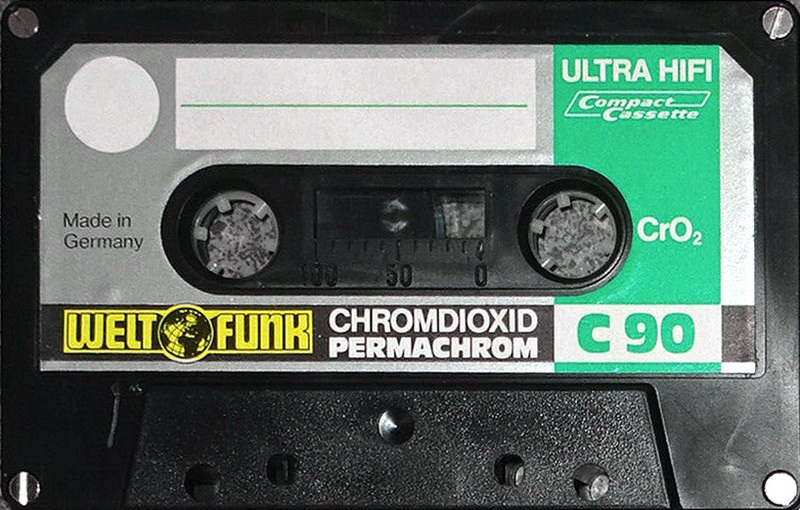 ULTRA HIFI
Compact
Cassette
Made in
Germany
CrO₂
100 50 0
WELT FUNK
CHROMDIOXID
PERMACHROM
C 90